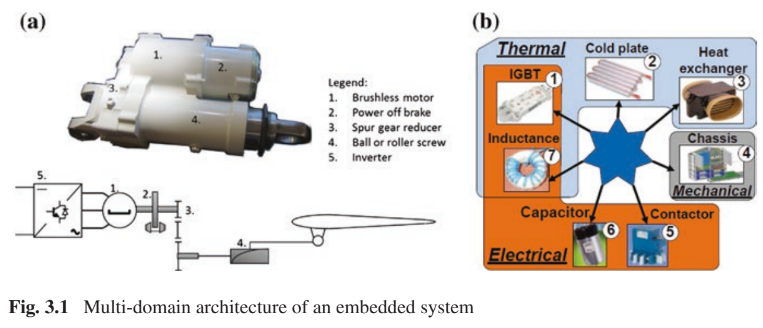 (a)
1.
2.
3.
4.
Legend:
1. Brushless motor
2. Power off brake
3. Spur gear reducer
4. Ball or roller screw
5. Inverter
5.
1.
2.
3.
4.
(b)
Thermal
Cold plate
2
Heat
exchanger
3
IGBT
1
Inductance
7
Chassis
4
Mechanical
Capacitor
6
Contactor
5
Electrical
Fig. 3.1 Multi-domain architecture of an embedded system